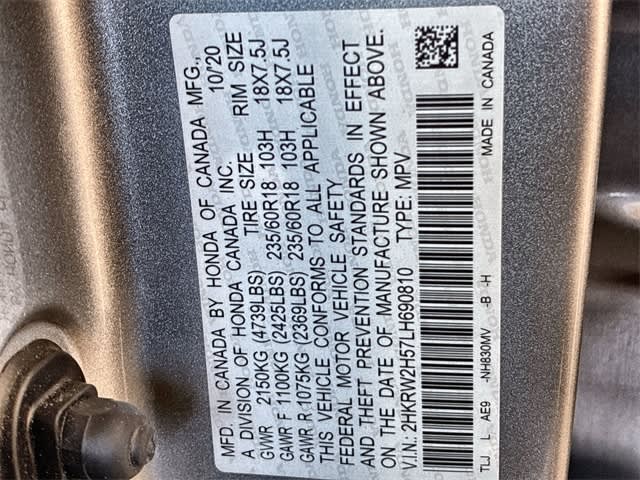 MFD. IN CANADA BY HONDA OF CANADA MFG., 10/20
A DIVISION OF HONDA CANADA INC.
TIRE SIZE RIM SIZE
GVWR 2150KG (4739LBS)
GAWR F 1100KG (2425LBS) 235/60R18 103H 18X7.5J
GAWR R 1075KG (2369LBS) 235/60R18 103H 18X7.5J
THIS VEHICLE CONFORMS TO ALL APPLICABLE
FEDERAL MOTOR VEHICLE SAFETY
AND THEFT PREVENTION STANDARDS IN EFFECT
ON THE DATE OF MANUFACTURE SHOWN ABOVE.
V.I.N: 2HKRW2H57LH690810 TYPE: MPV
TLJ L AE9 -NH830MV -B -H MADE IN CANADA